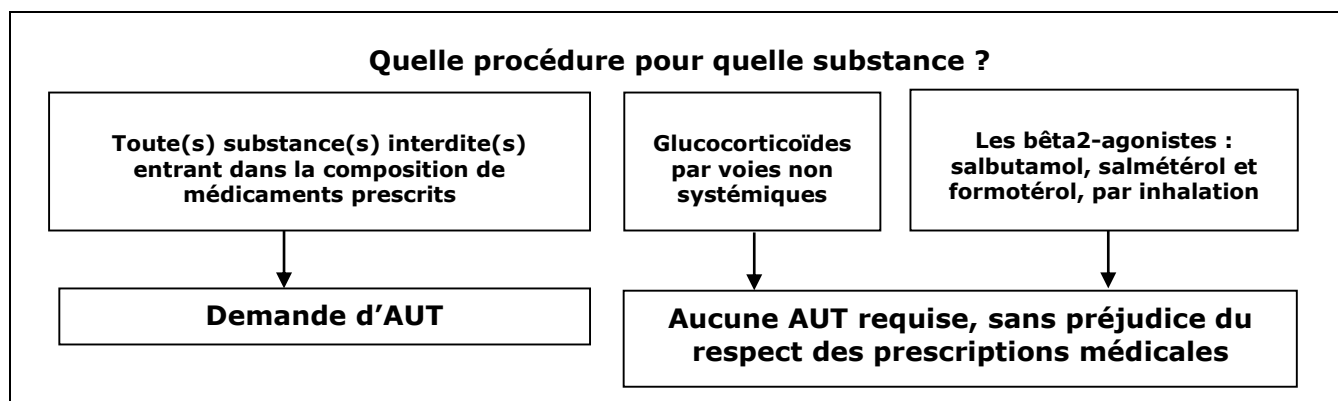 Quelle procédure pour quelle substance ?
Toute(s) substance(s) interdite(s)
entrant dans la composition de
médicaments prescrits
Glucocorticoïdes
par voies non
systémiques
Les bêta2-agonistes :
salbutamol, salmétérol et
formotérol, par inhalation
Demande d’AUT
Aucune AUT requise, sans préjudice du
respect des prescriptions médicales